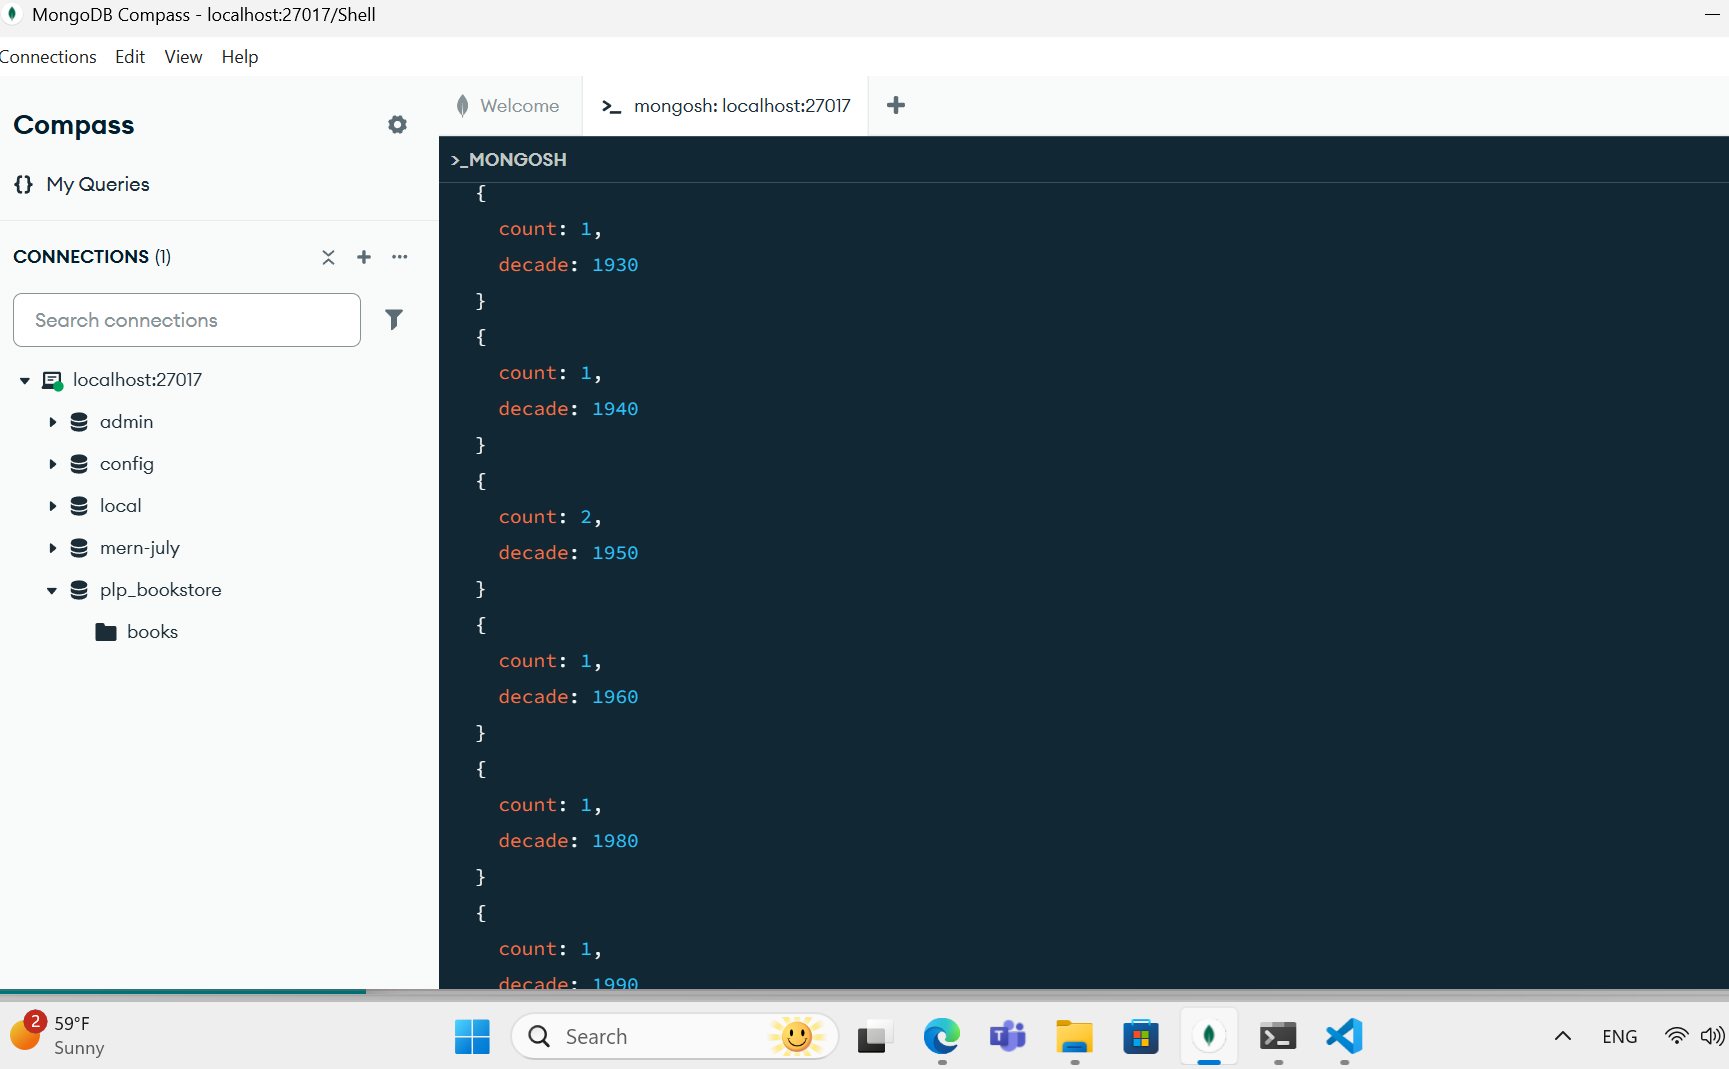 MongoDB Compass - localhost:27017/Shell
Connections Edit View Help
Compass
{} My Queries
CONNECTIONS (1)
Search connections
localhost:27017
admin
config
local
mern-july
plp_bookstore
books
Welcome
>_ mongosh: localhost:27017
>_MONGOSH
{
count: 1,
decade: 1930
}
{
count: 1,
decade: 1940
}
{
count: 2,
decade: 1950
}
{
count: 1,
decade: 1960
}
{
count: 1,
decade: 1980
}
{
count: 1,
decade: 1990
2
59°F
Sunny
Search
T
ENG